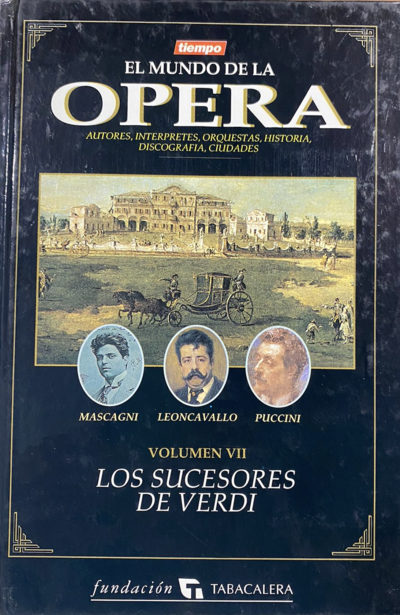 tiempo
EL MUNDO DE LA
OPERA
AUTORES, INTERPRETES, ORQUESTAS, HISTORIA,
DISCOGRAFIA, CIUDADES
MASCAGNI LEONCAVALLO PUCCINI
VOLUMEN VII
LOS SUCESORES
DE VERDI
fundación TABACALERA